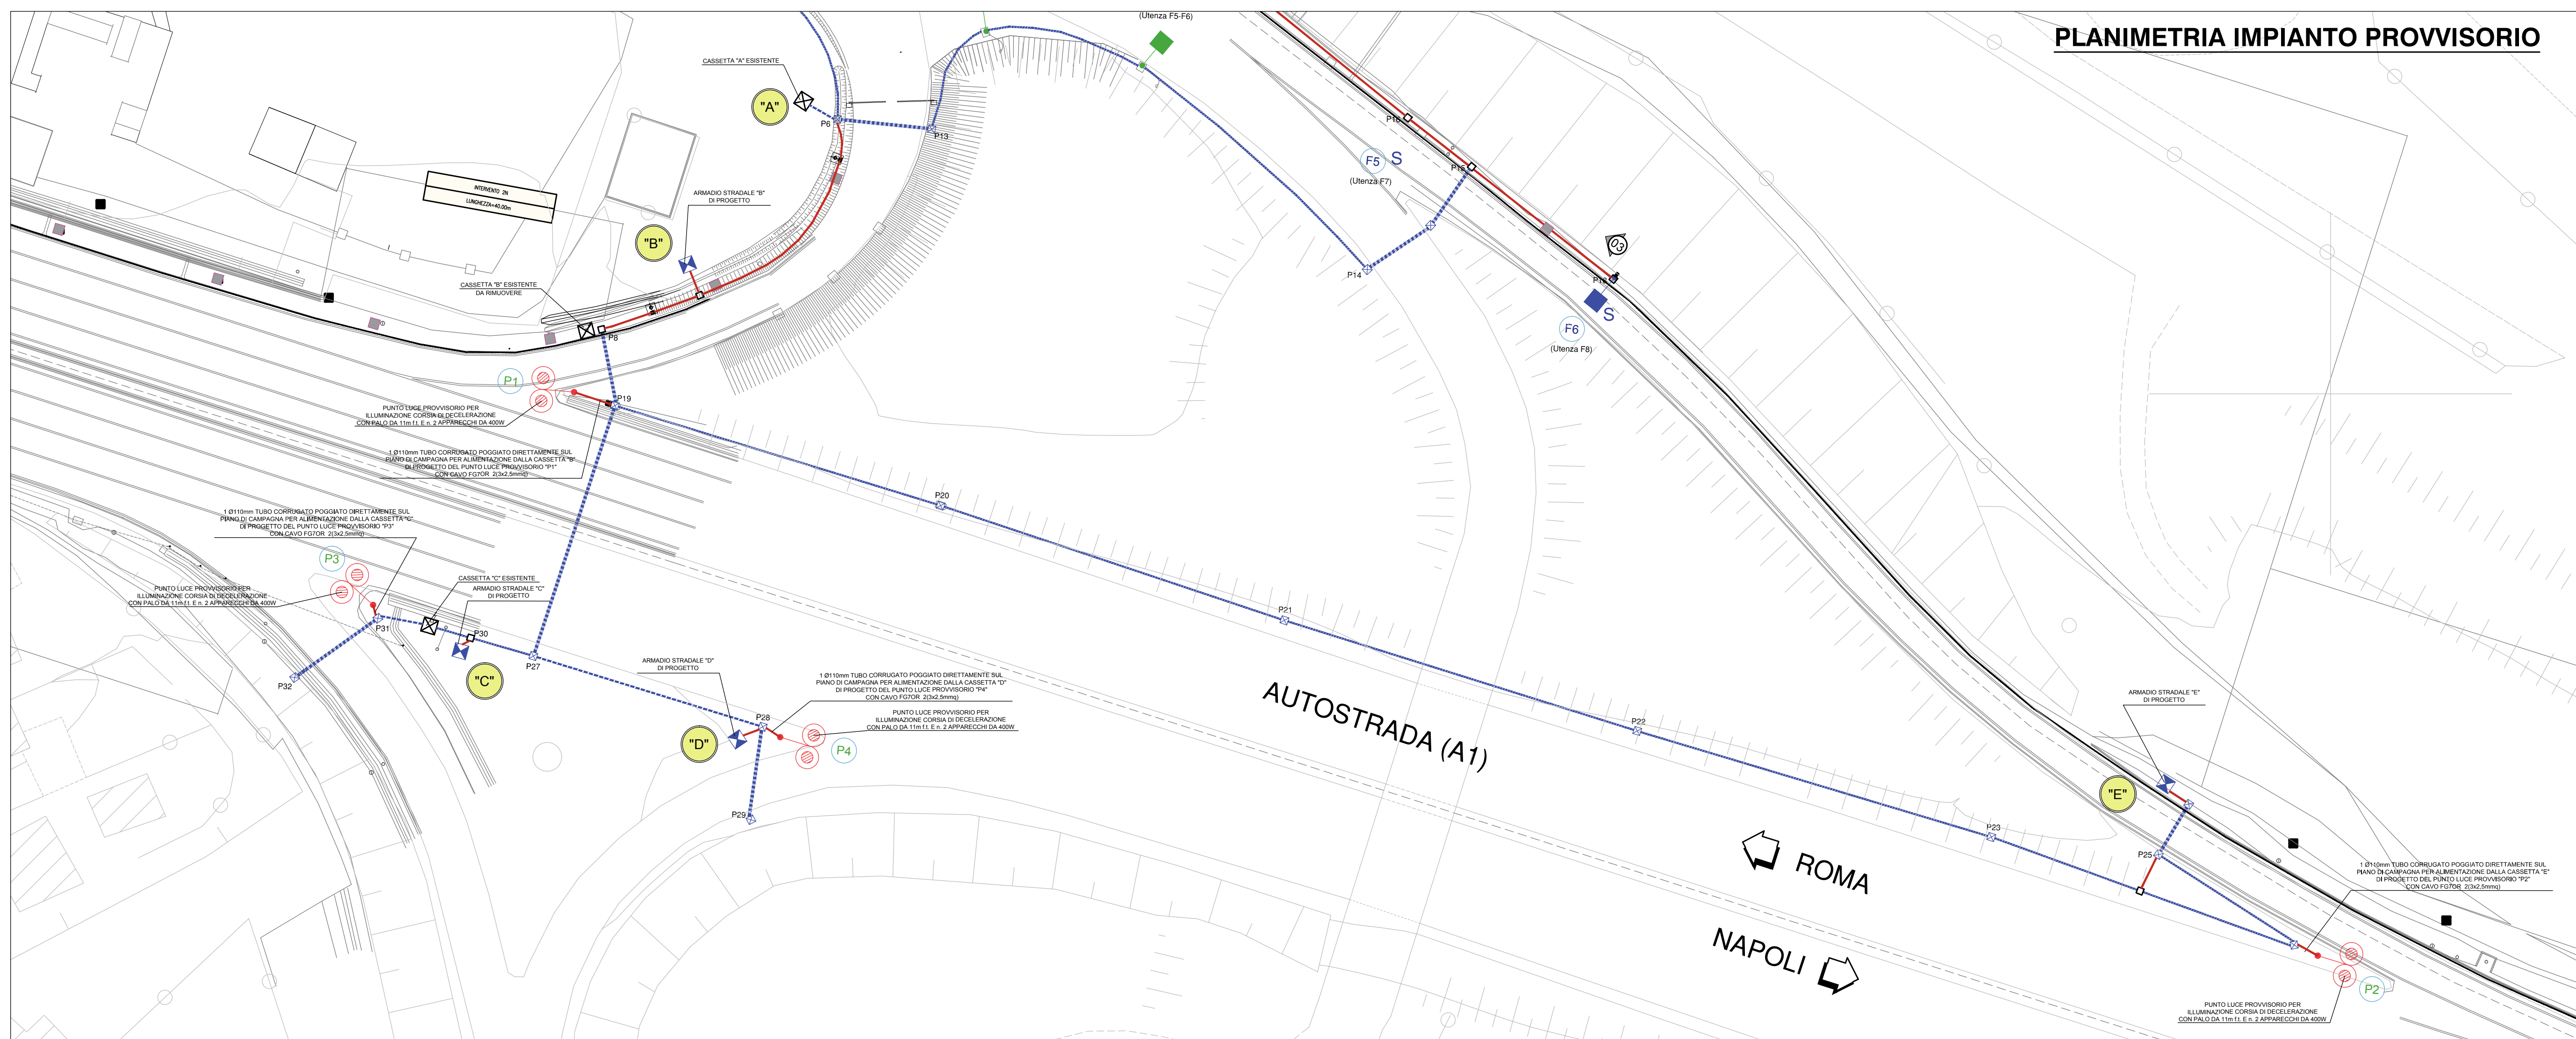 PLANIMETRIA IMPIANTO PROVVISORIO
(Utenza F5-F6)
CASSETTA "A" ESISTENTE
"A"
P6
P13
INTERVENTO 2N
LUNGHEZZA=40.00m
ARMADIO STRADALE "B"
DI PROGETTO
"B"
CASSETTA "B" ESISTENTE
DA RIMUOVERE
P8
F5
S
(Utenza F7)
P14
03
S
F6
(Utenza F8)
P1
PUNTO LUCE PROVVISORIO PER
ILLUMINAZIONE CORSIA DI DECELERAZIONE
CON PALO DA 11m f.t. E n. 2 APPARECCHI DA 400W
P19
1 Ø110mm TUBO CORRUGATO POGGIATO DIRETTAMENTE SUL
PIANO DI CAMPAGNA PER ALIMENTAZIONE DALLA CASSETTA "B"
DI PROGETTO DEL PUNTO LUCE PROVVISORIO "P1"
CON CAVO FG7OR 2(3x2,5mmq)
1 Ø110mm TUBO CORRUGATO POGGIATO DIRETTAMENTE SUL
PIANO DI CAMPAGNA PER ALIMENTAZIONE DALLA CASSETTA "C"
DI PROGETTO DEL PUNTO LUCE PROVVISORIO "P3"
CON CAVO FG7OR 2(3x2,5mmq)
P3
PUNTO LUCE PROVVISORIO PER
ILLUMINAZIONE CORSIA DI DECELERAZIONE
CON PALO DA 11m f.t. E n. 2 APPARECCHI DA 400W
CASSETTA "C" ESISTENTE
ARMADIO STRADALE "C"
DI PROGETTO
P31
P30
P32
"C"
P27
P20
P21
P22
P23
ARMADIO STRADALE "D"
DI PROGETTO
1 Ø110mm TUBO CORRUGATO POGGIATO DIRETTAMENTE SUL
PIANO DI CAMPAGNA PER ALIMENTAZIONE DALLA CASSETTA "D"
DI PROGETTO DEL PUNTO LUCE PROVVISORIO "P4"
CON CAVO FG7OR 2(3x2,5mmq)
PUNTO LUCE PROVVISORIO PER
ILLUMINAZIONE CORSIA DI DECELERAZIONE
CON PALO DA 11m f.t. E n. 2 APPARECCHI DA 400W
P28
"D"
P4
P29
AUTOSTRADA (A1)
ROMA
NAPOLI
ARMADIO STRADALE "E"
DI PROGETTO
"E"
P25
1 Ø110mm TUBO CORRUGATO POGGIATO DIRETTAMENTE SUL
PIANO DI CAMPAGNA PER ALIMENTAZIONE DALLA CASSETTA "E"
DI PROGETTO DEL PUNTO LUCE PROVVISORIO "P2"
CON CAVO FG7OR 2(3x2,5mmq)
P2
PUNTO LUCE PROVVISORIO PER
ILLUMINAZIONE CORSIA DI DECELERAZIONE
CON PALO DA 11m f.t. E n. 2 APPARECCHI DA 400W